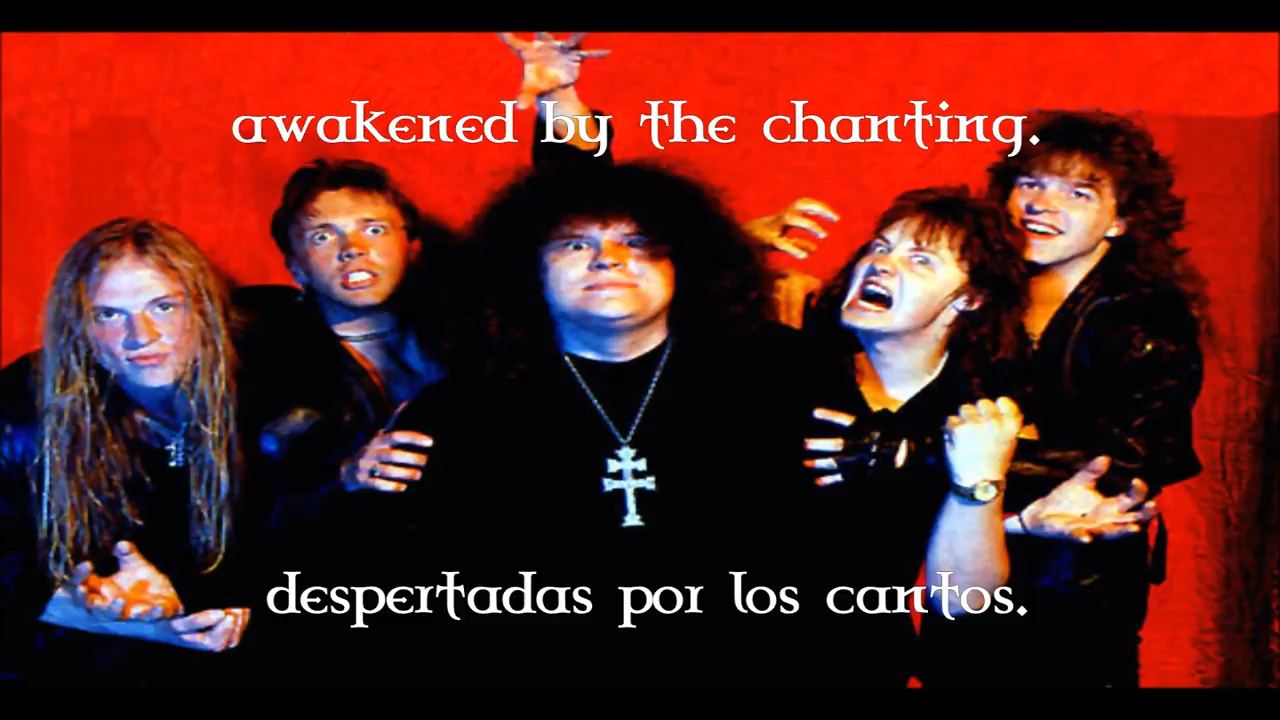 awakened by the chanting.
despertadas por los cantos.